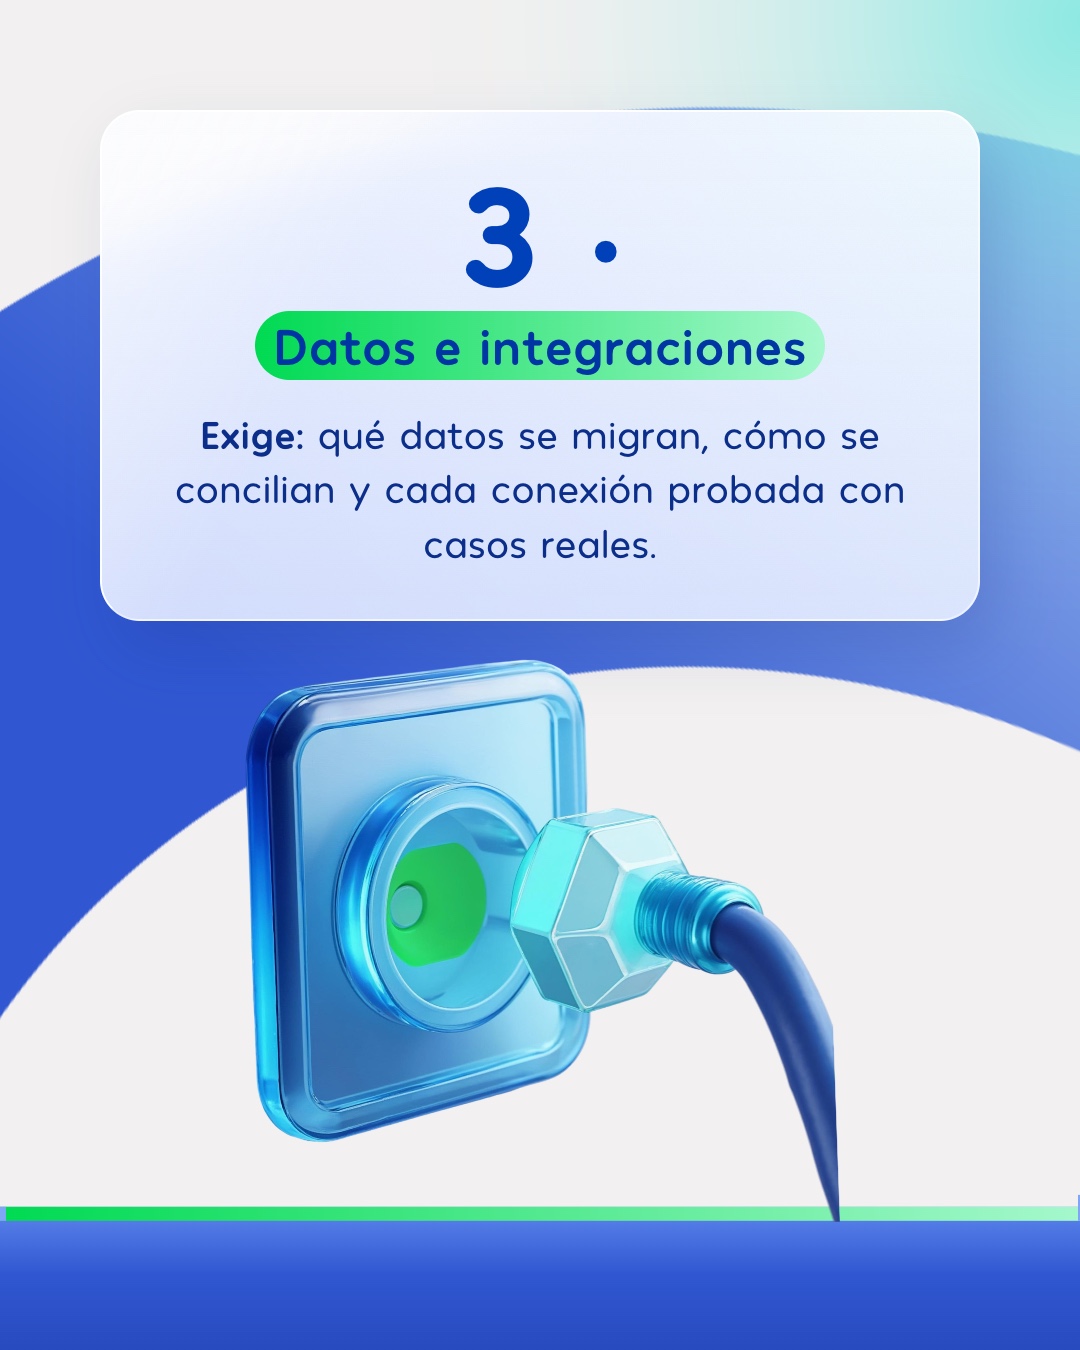 3 ·
Datos e integraciones
Exige: qué datos se migran, cómo se
concilian y cada conexión probada con
casos reales.